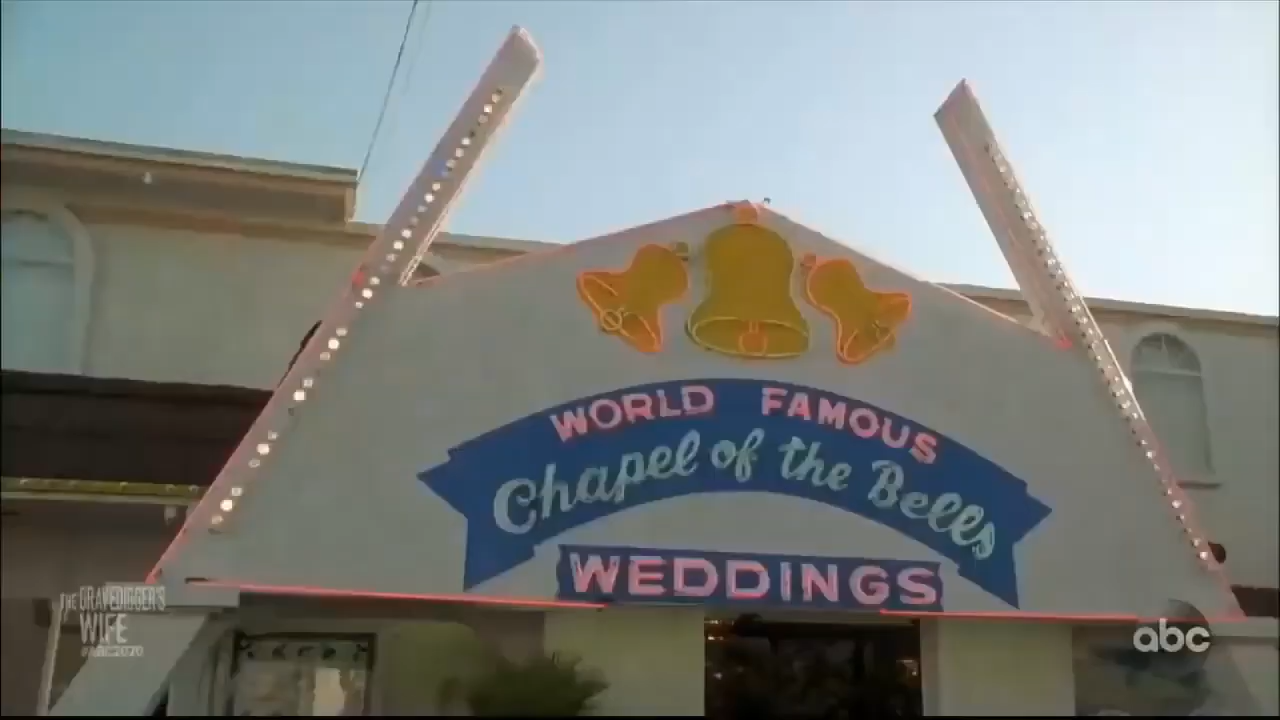 WORLD FAMOUS
Chapel of the Bells
WEDDINGS
THE GRAVEDIGGER'S
WIFE
#ABC2020
abc